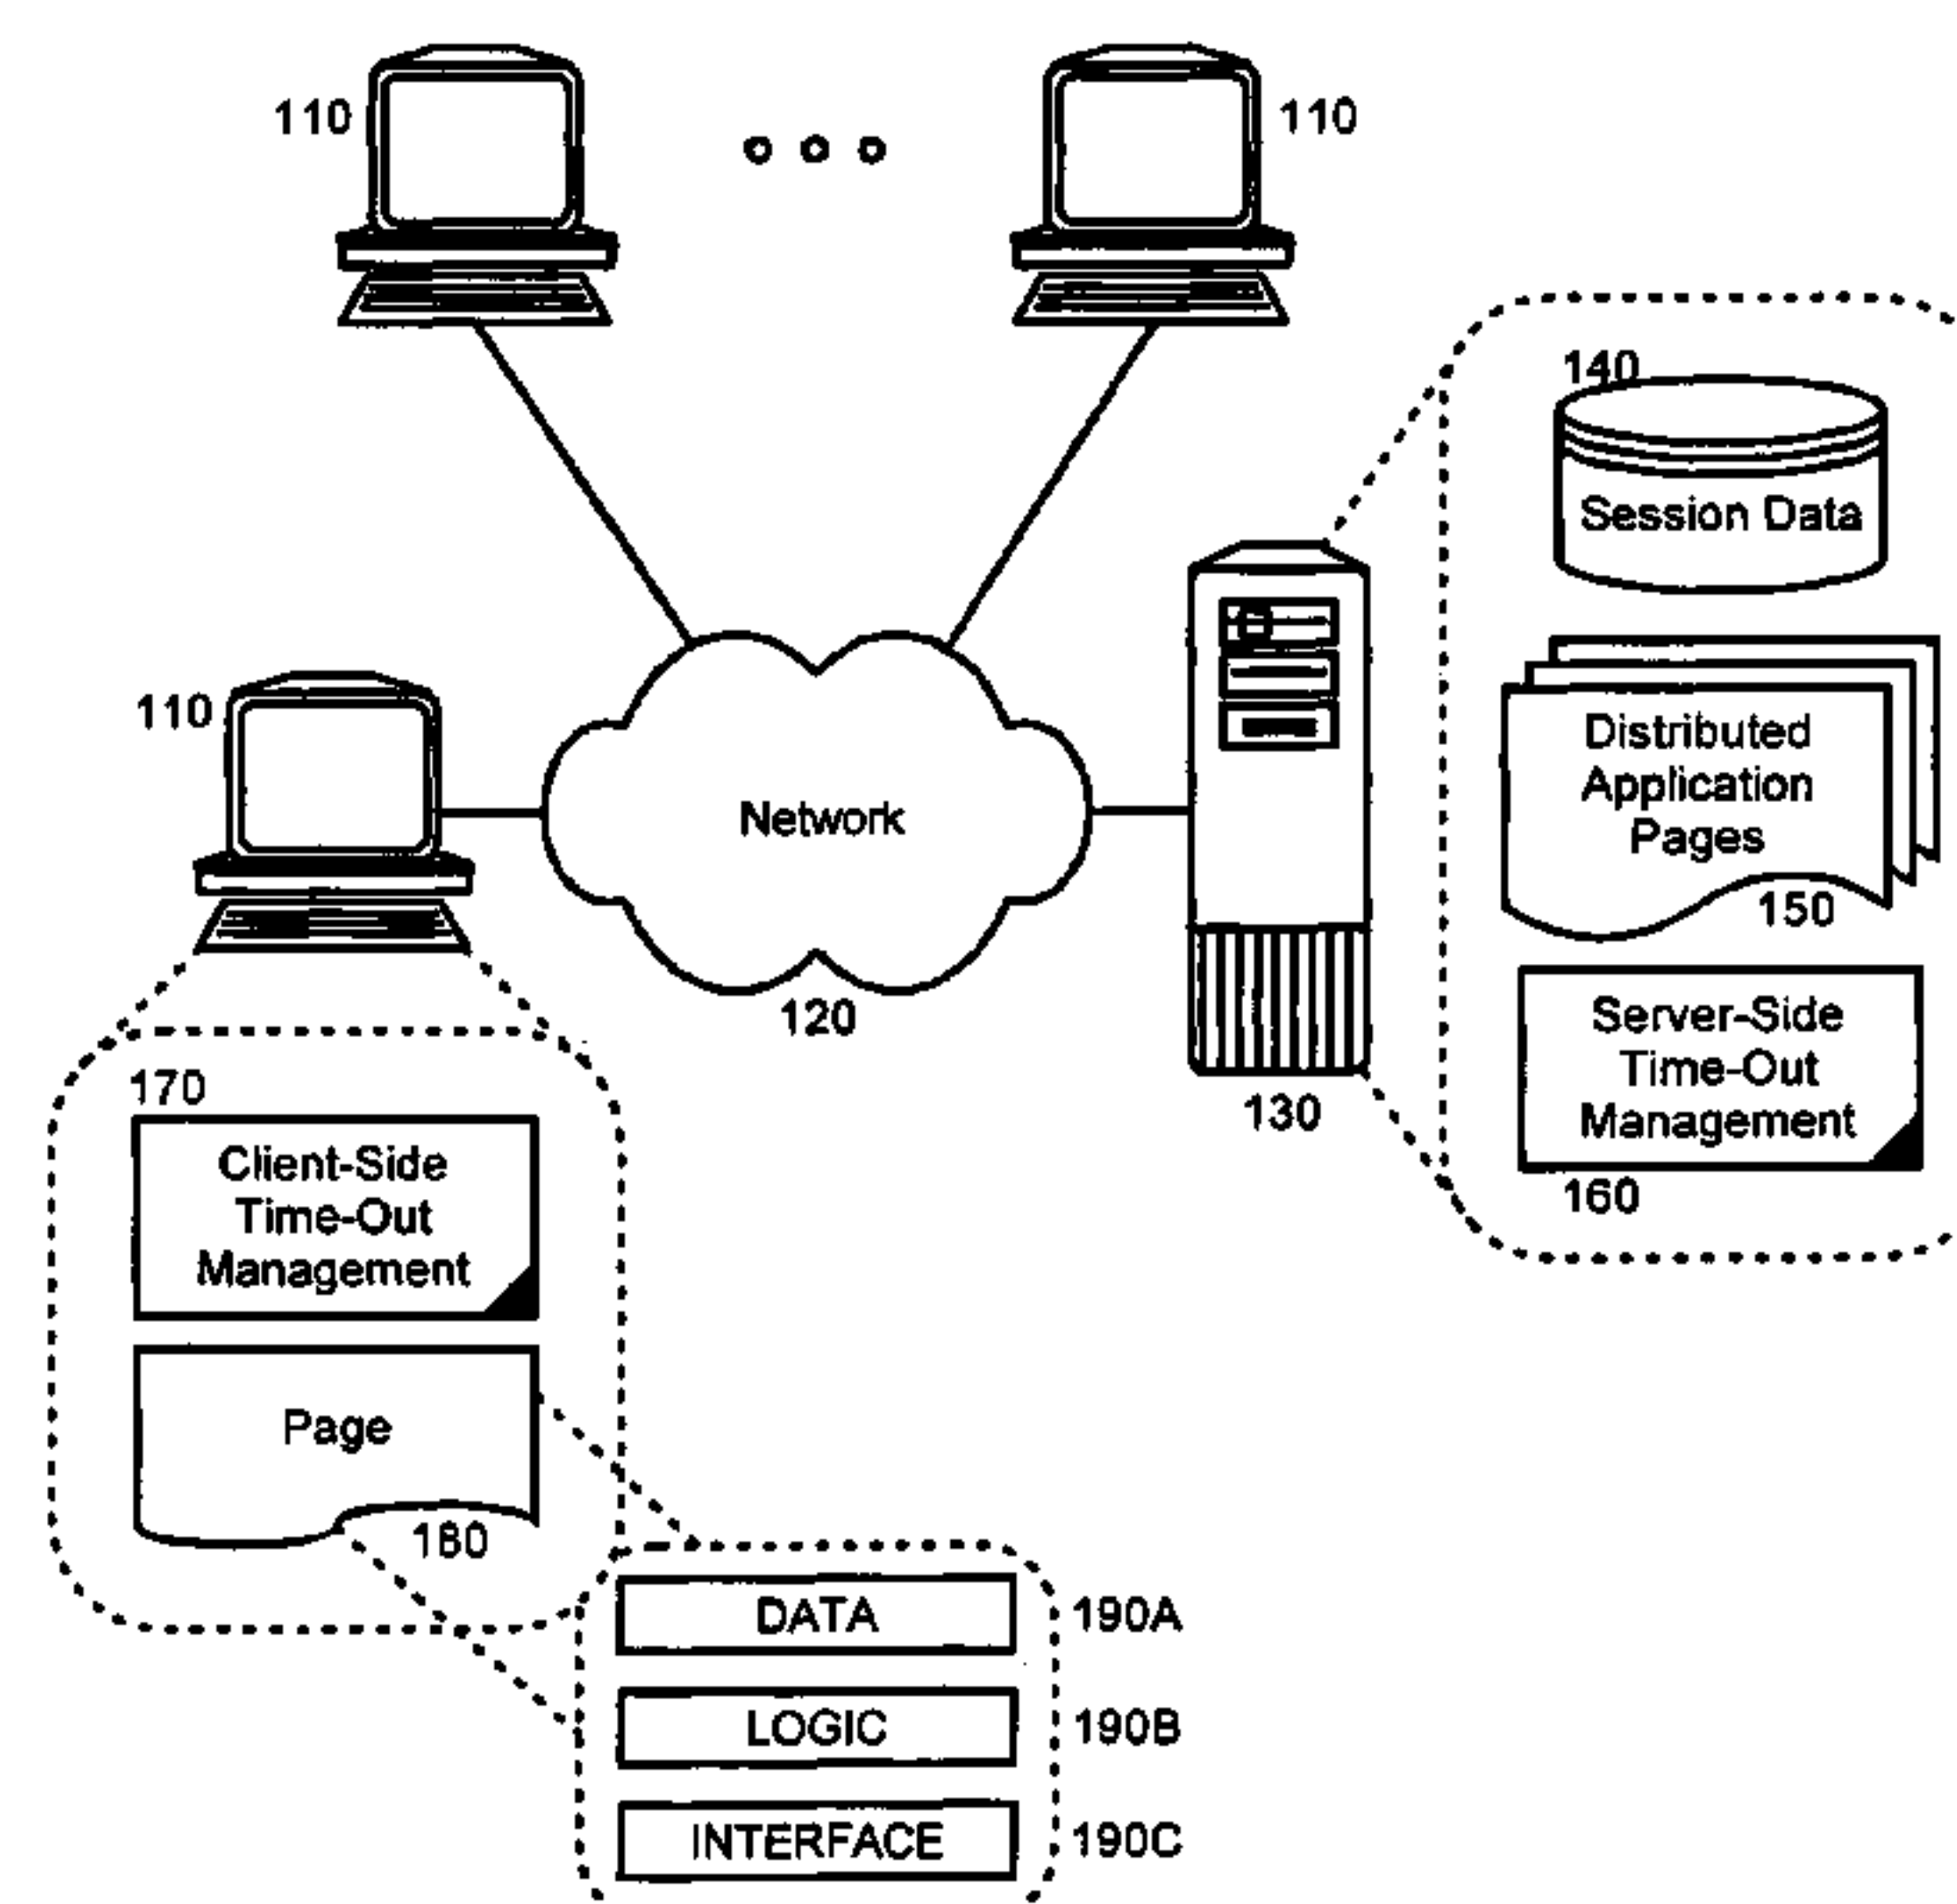 110
110
140
Session Data
110
Network
Distributed
Application
Pages
150
120
130
Server-Side
Time-Out
Management
160
170
Client-Side
Time-Out
Management
Page
180
DATA
190A
LOGIC
190B
INTERFACE
190C